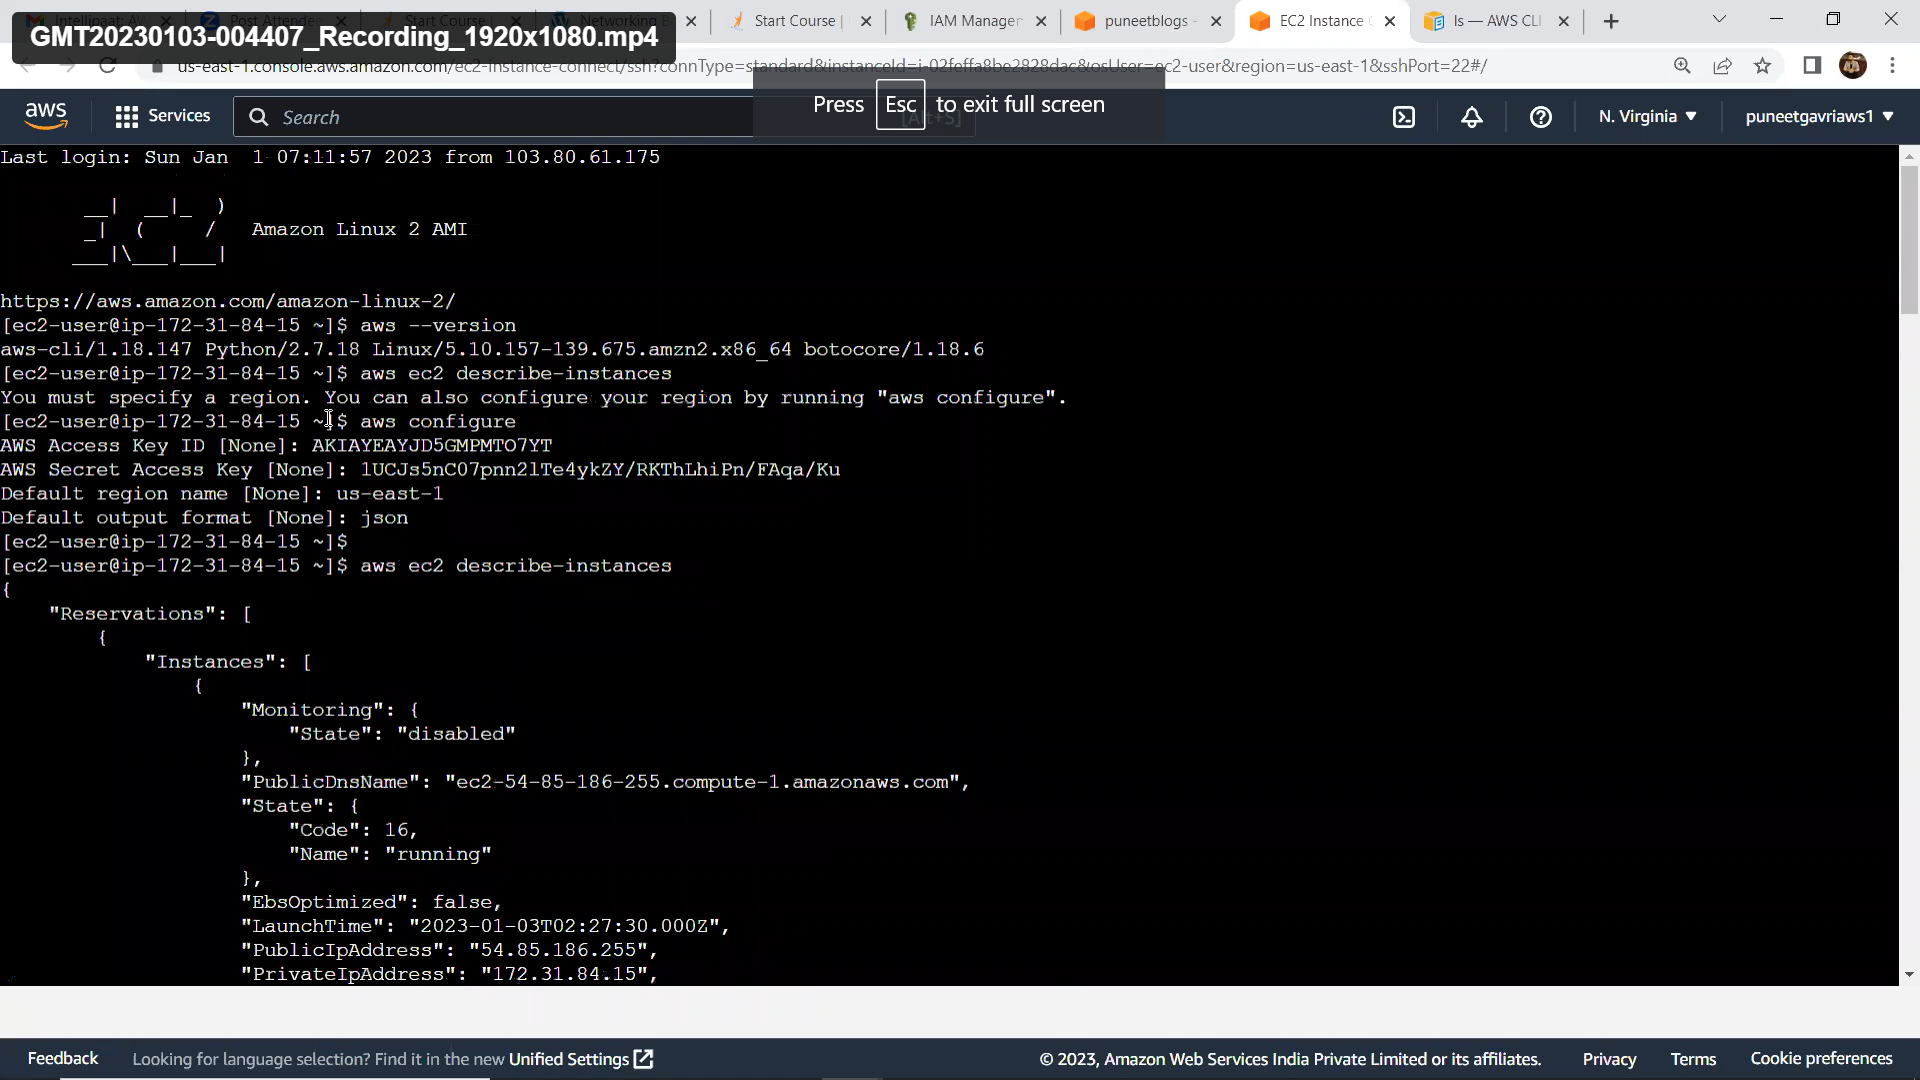 Intellipaat: AW
Post Attende
Start Course
Networking B
Start Course |
IAM Manager
puneetblogs -
EC2 Instance C
ls — AWS CLI
GMT20230103-004407_Recording_1920x1080.mp4
us-east-1.console.aws.amazon.com/ec2-instance-connect/ssh?connType=standard&instanceId=i-02feffa8be2828dac&osUser=ec2-user&region=us-east-1&sshPort=22#/
Press Esc to exit full screen
aws Services Search [Alt+S] N. Virginia puneetgavriaws1
Last login: Sun Jan  1 07:11:57 2023 from 103.80.61.175
       __|  __|_  )
       _|  (     /   Amazon Linux 2 AMI
      ___|\___|___|
https://aws.amazon.com/amazon-linux-2/
[ec2-user@ip-172-31-84-15 ~]$ aws --version
aws-cli/1.18.147 Python/2.7.18 Linux/5.10.157-139.675.amzn2.x86_64 botocore/1.18.6
[ec2-user@ip-172-31-84-15 ~]$ aws ec2 describe-instances
You must specify a region. You can also configure your region by running "aws configure".
[ec2-user@ip-172-31-84-15 ~]$ aws configure
AWS Access Key ID [None]: AKIAYEAYJD5GMPMTO7YT
AWS Secret Access Key [None]: 1UCJs5nC07pnn2lTe4ykZY/RKThLhiPn/FAqa/Ku
Default region name [None]: us-east-1
Default output format [None]: json
[ec2-user@ip-172-31-84-15 ~]$
[ec2-user@ip-172-31-84-15 ~]$ aws ec2 describe-instances
{
    "Reservations": [
        {
            "Instances": [
                {
                    "Monitoring": {
                        "State": "disabled"
                    },
                    "PublicDnsName": "ec2-54-85-186-255.compute-1.amazonaws.com",
                    "State": {
                        "Code": 16,
                        "Name": "running"
                    },
                    "EbsOptimized": false,
                    "LaunchTime": "2023-01-03T02:27:30.000Z",
                    "PublicIpAddress": "54.85.186.255",
                    "PrivateIpAddress": "172.31.84.15",
Feedback Looking for language selection? Find it in the new Unified Settings © 2023, Amazon Web Services India Private Limited or its affiliates. Privacy Terms Cookie preferences